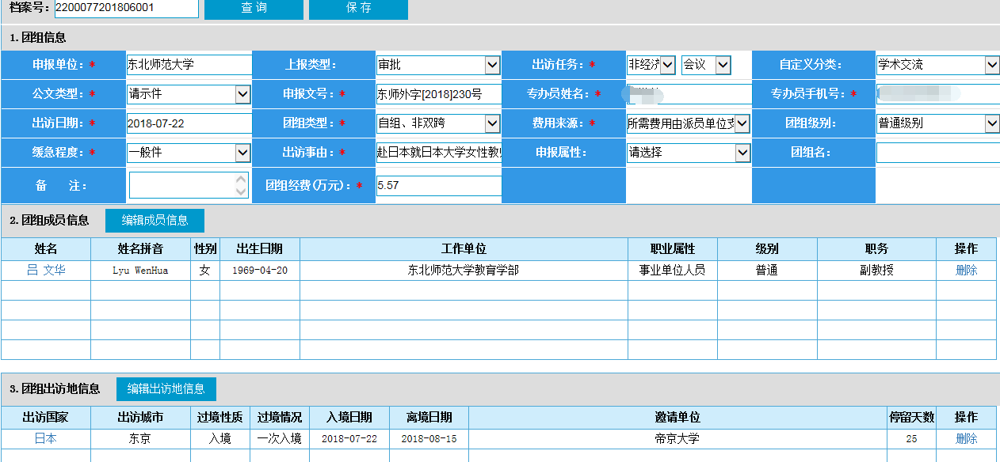 档案号: 2200077201806001 查 询 保 存
1. 团组信息
申报单位: * 东北师范大学 上报类型: 审批 出访任务: * 非经济 会议 自定义分类: 学术交流
公文类型: * 请示件 申报文号: * 东师外字[2018]230号 专办员姓名: * 专办员手机号: *
出访日期: * 2018-07-22 团组类型: * 自组、非双跨 费用来源: * 所需费用由派员单位支 团组级别: 普通级别
缓急程度: * 一般件 出访事由: * 赴日本就日本大学女性教 申报属性: 请选择 团组名:
备 注: 团组经费(万元): * 5.57
2. 团组成员信息 编辑成员信息
姓名 姓名拼音 性别 出生日期 工作单位 职业属性 级别 职务 操作
吕 文华 Lyu WenHua 女 1969-04-20 东北师范大学教育学部 事业单位人员 普通 副教授 删除
3. 团组出访地信息 编辑出访地信息
出访国家 出访城市 过境性质 过境情况 入境日期 离境日期 邀请单位 停留天数 操作
日本 东京 入境 一次入境 2018-07-22 2018-08-15 帝京大学 25 删除